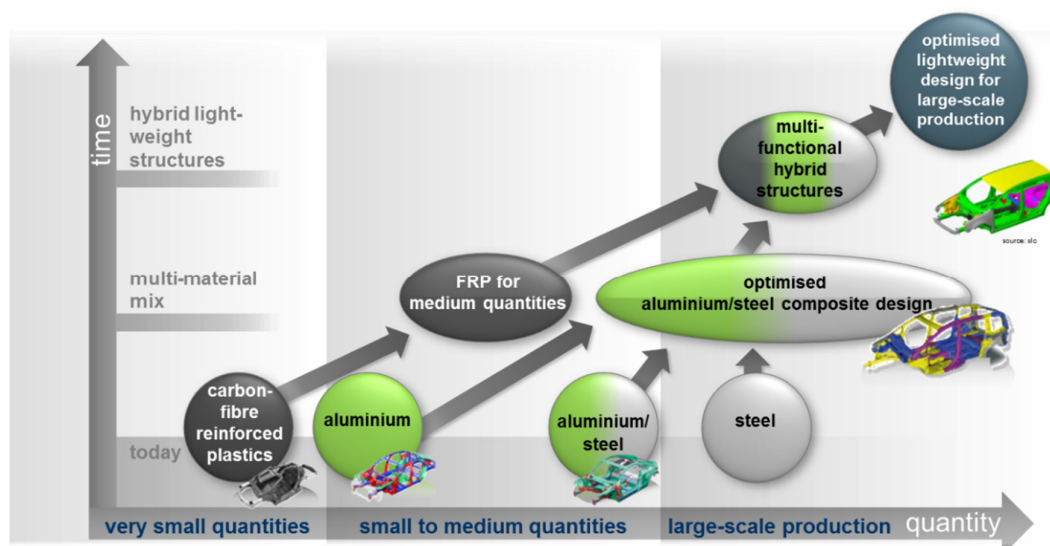 optimised
lightweight
design for
large-scale
production
time
hybrid light-
weight
structures
multi-
functional
hybrid
structures
source: slc
multi-material
mix
FRP for
medium quantities
optimised
aluminium/steel composite design
today
carbon-
fibre
reinforced
plastics
aluminium
aluminium/
steel
steel
very small quantities
small to medium quantities
large-scale production
quantity